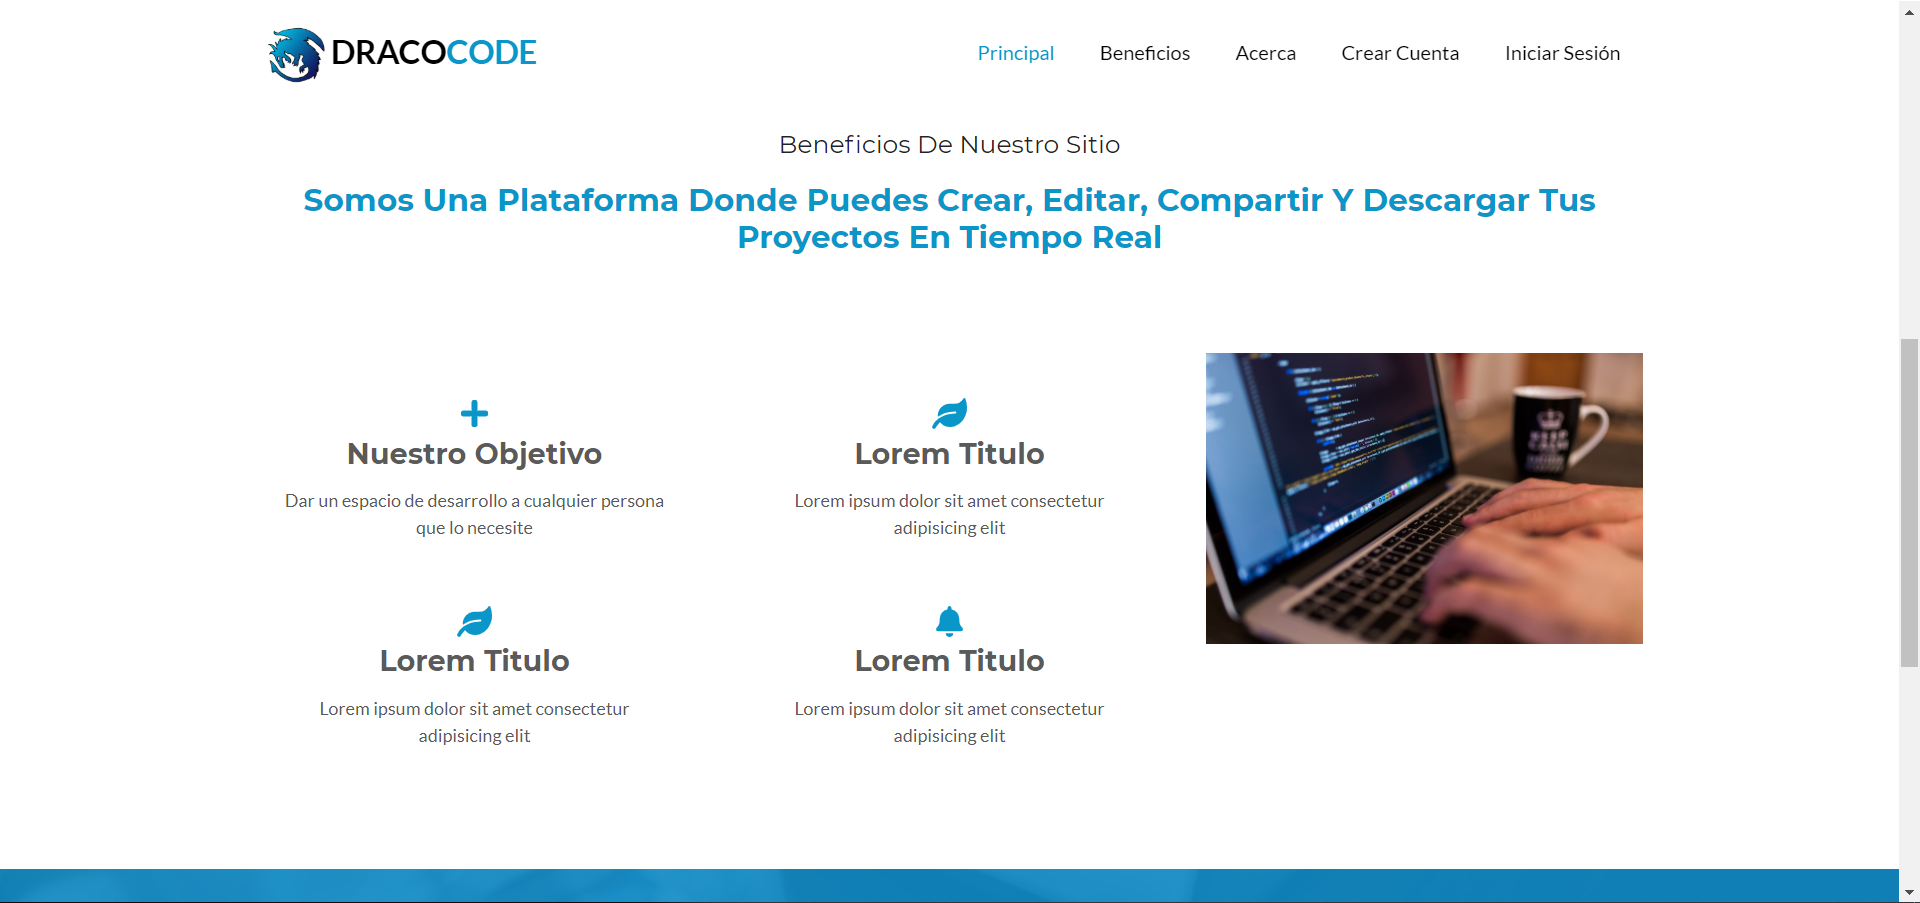 DRACOCODE
Principal
Beneficios
Acerca
Crear Cuenta
Iniciar Sesión
Beneficios De Nuestro Sitio
Somos Una Plataforma Donde Puedes Crear, Editar, Compartir Y Descargar Tus
Proyectos En Tiempo Real
Nuestro Objetivo
Dar un espacio de desarrollo a cualquier persona
que lo necesite
Lorem Titulo
Lorem ipsum dolor sit amet consectetur
adipisicing elit
Lorem Titulo
Lorem ipsum dolor sit amet consectetur
adipisicing elit
Lorem Titulo
Lorem ipsum dolor sit amet consectetur
adipisicing elit
KEEP